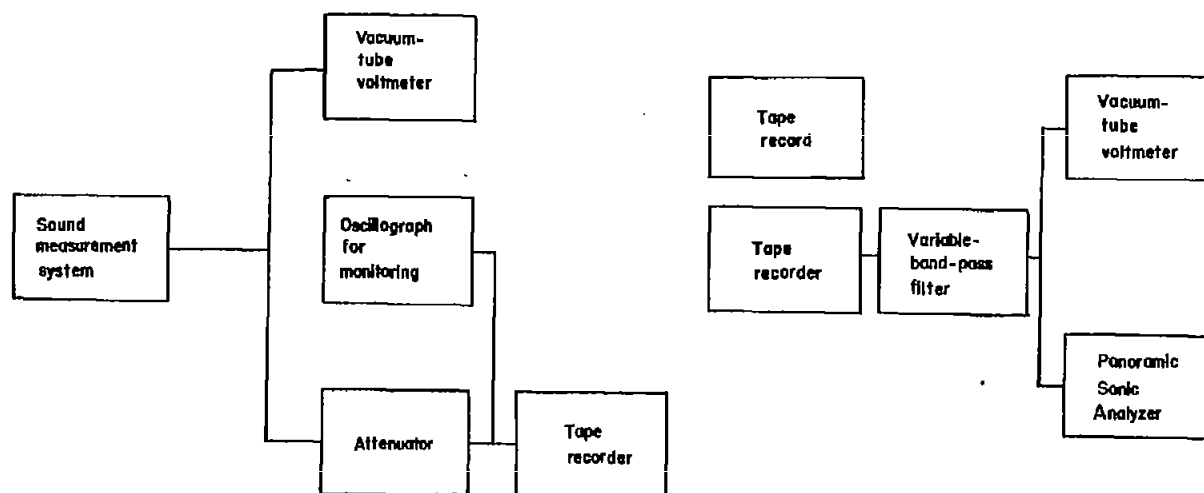 Vacuum-
tube
voltmeter
Sound
measurement
system
Oscillograph
for
monitoring
Attenuator
Tape
recorder
Tape
record
Tape
recorder
Variable-
band-pass
filter
Vacuum-
tube
voltmeter
Panoramic
Sonic
Analyzer